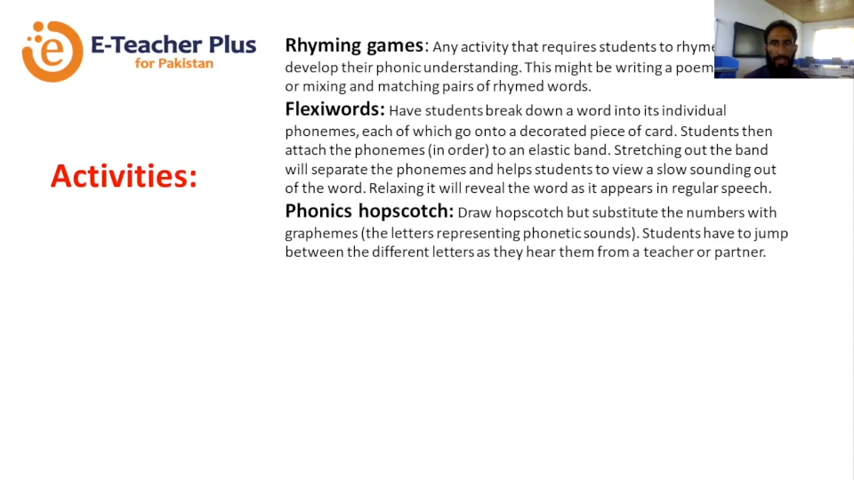 E-Teacher Plus
for Pakistan
Activities:
Rhyming games: Any activity that requires students to rhyme
develop their phonic understanding. This might be writing a poem
or mixing and matching pairs of rhymed words.
Flexiwords: Have students break down a word into its individual
phonemes, each of which go onto a decorated piece of card. Students then
attach the phonemes (in order) to an elastic band. Stretching out the band
will separate the phonemes and helps students to view a slow sounding out
of the word. Relaxing it will reveal the word as it appears in regular speech.
Phonics hopscotch: Draw hopscotch but substitute the numbers with
graphemes (the letters representing phonetic sounds). Students have to jump
between the different letters as they hear them from a teacher or partner.